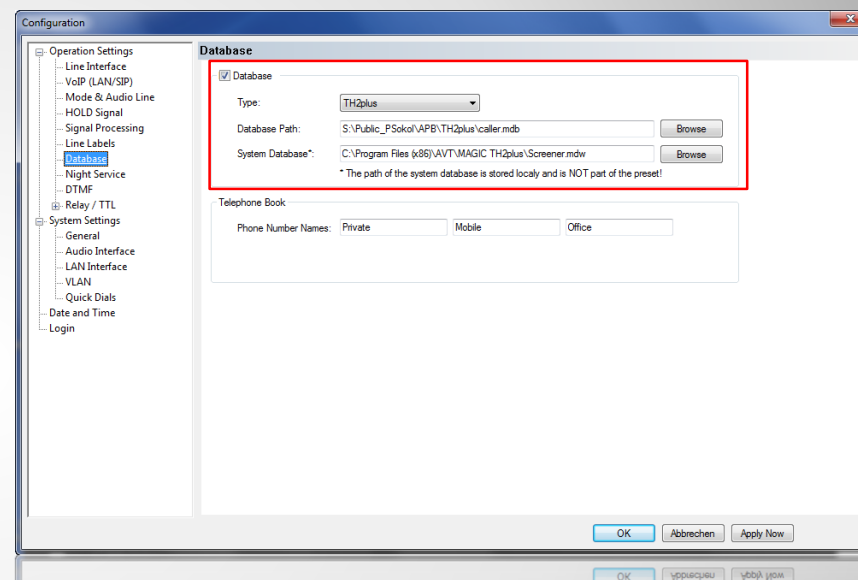 Configuration
Operation Settings
Line Interface
VoIP (LAN/SIP)
Mode & Audio Line
HOLD Signal
Signal Processing
Line Labels
Database
Night Service
DTMF
Relay / TTL
System Settings
General
Audio Interface
LAN Interface
VLAN
Quick Dials
Date and Time
Login
Database
Database
Type: TH2plus
Database Path: S:\Public_PSokol\APB\TH2plus\caller.mdb Browse
System Database*: C:\Program Files (x86)\AVT\MAGIC TH2plus\Screener.mdw Browse
* The path of the system database is stored localy and is NOT part of the preset!
Telephone Book
Phone Number Names: Private Mobile Office
OK Abbrechen Apply Now